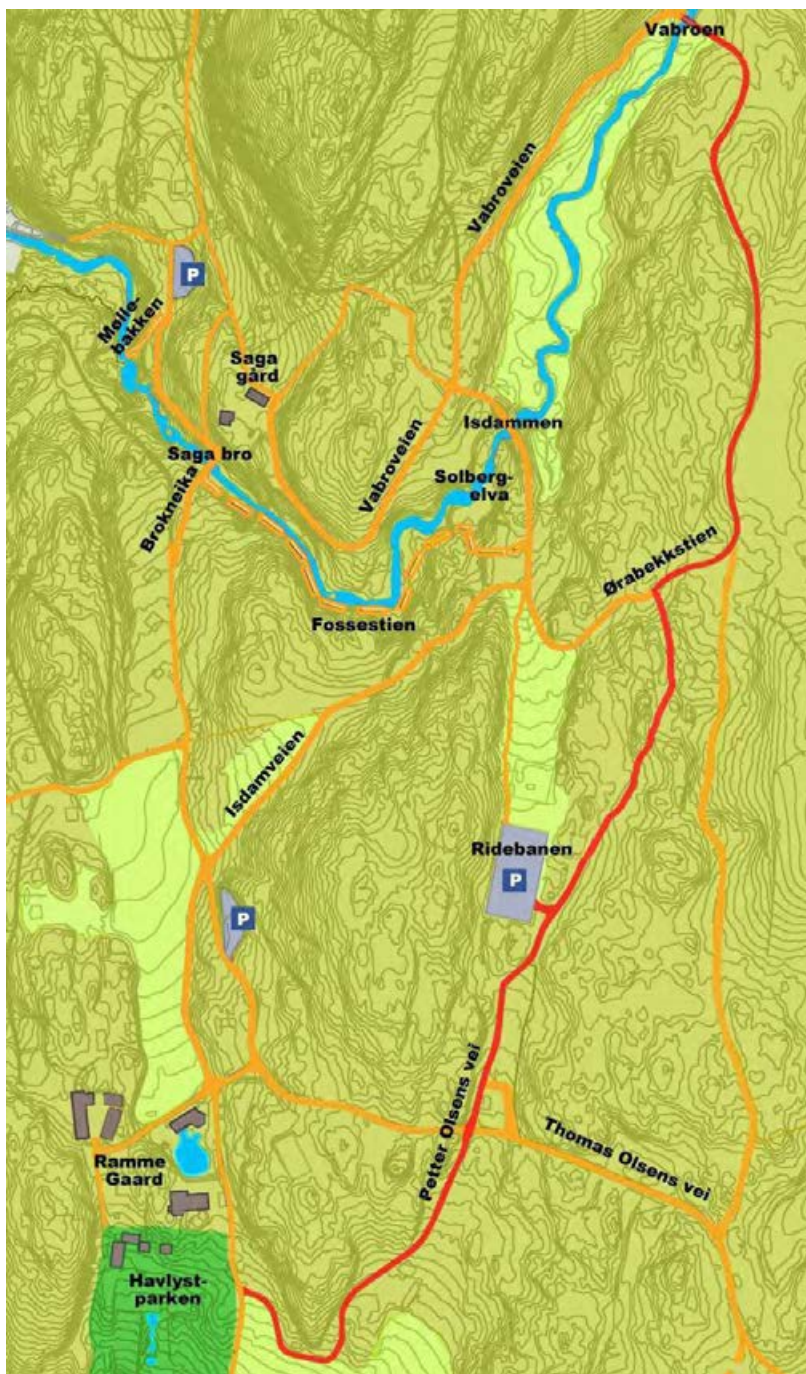 Vabroen
Vabroveien
P
Mølle-
bakken
Saga
gård
Isdammen
Saga bro
Vabroveien
Solberg-
elva
Brokneika
Ørabekkstien
Fossestien
Isdamveien
Ridebanen
P
P
Petter Olsens vei
Thomas Olsens vei
Ramme
Gaard
Havlyst-
parken